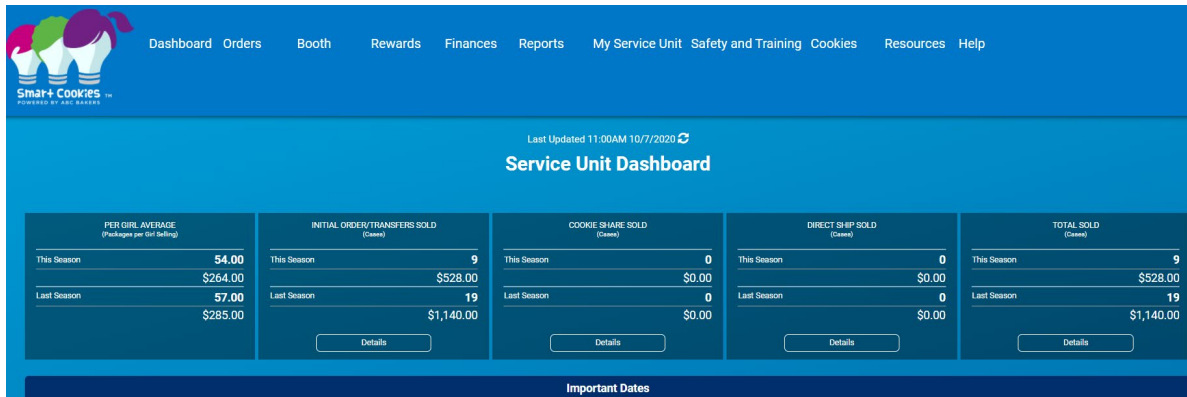 Smart Cookies TM
POWERED BY ABC BAKERS
Dashboard Orders Booth Rewards Finances Reports My Service Unit Safety and Training Cookies Resources Help
Last Updated 11:00AM 10/7/2020
Service Unit Dashboard
PER GIRL AVERAGE
(Packages per Girl Selling)
This Season 54.00
$264.00
Last Season 57.00
$285.00
INITIAL ORDER/TRANSFERS SOLD
(Cases)
This Season 9
$528.00
Last Season 19
$1,140.00
Details
COOKIE SHARE SOLD
(Cases)
This Season 0
$0.00
Last Season 0
$0.00
Details
DIRECT SHIP SOLD
(Cases)
This Season 0
$0.00
Last Season 0
$0.00
Details
TOTAL SOLD
(Cases)
This Season 9
$528.00
Last Season 19
$1,140.00
Details
Important Dates